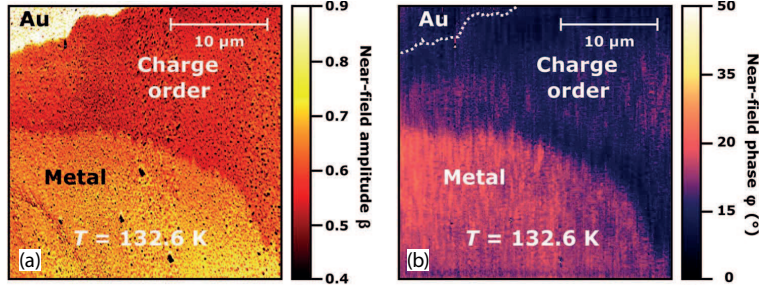 Au
10 μm
Charge
order
Metal
T = 132.6 K
(a)
0.9
0.8
0.7
0.6
0.5
0.4
Near-field amplitude β
Au
10 μm
Charge
order
Metal
T = 132.6 K
(b)
50
35
20
15
0
Near-field phase φ (°)